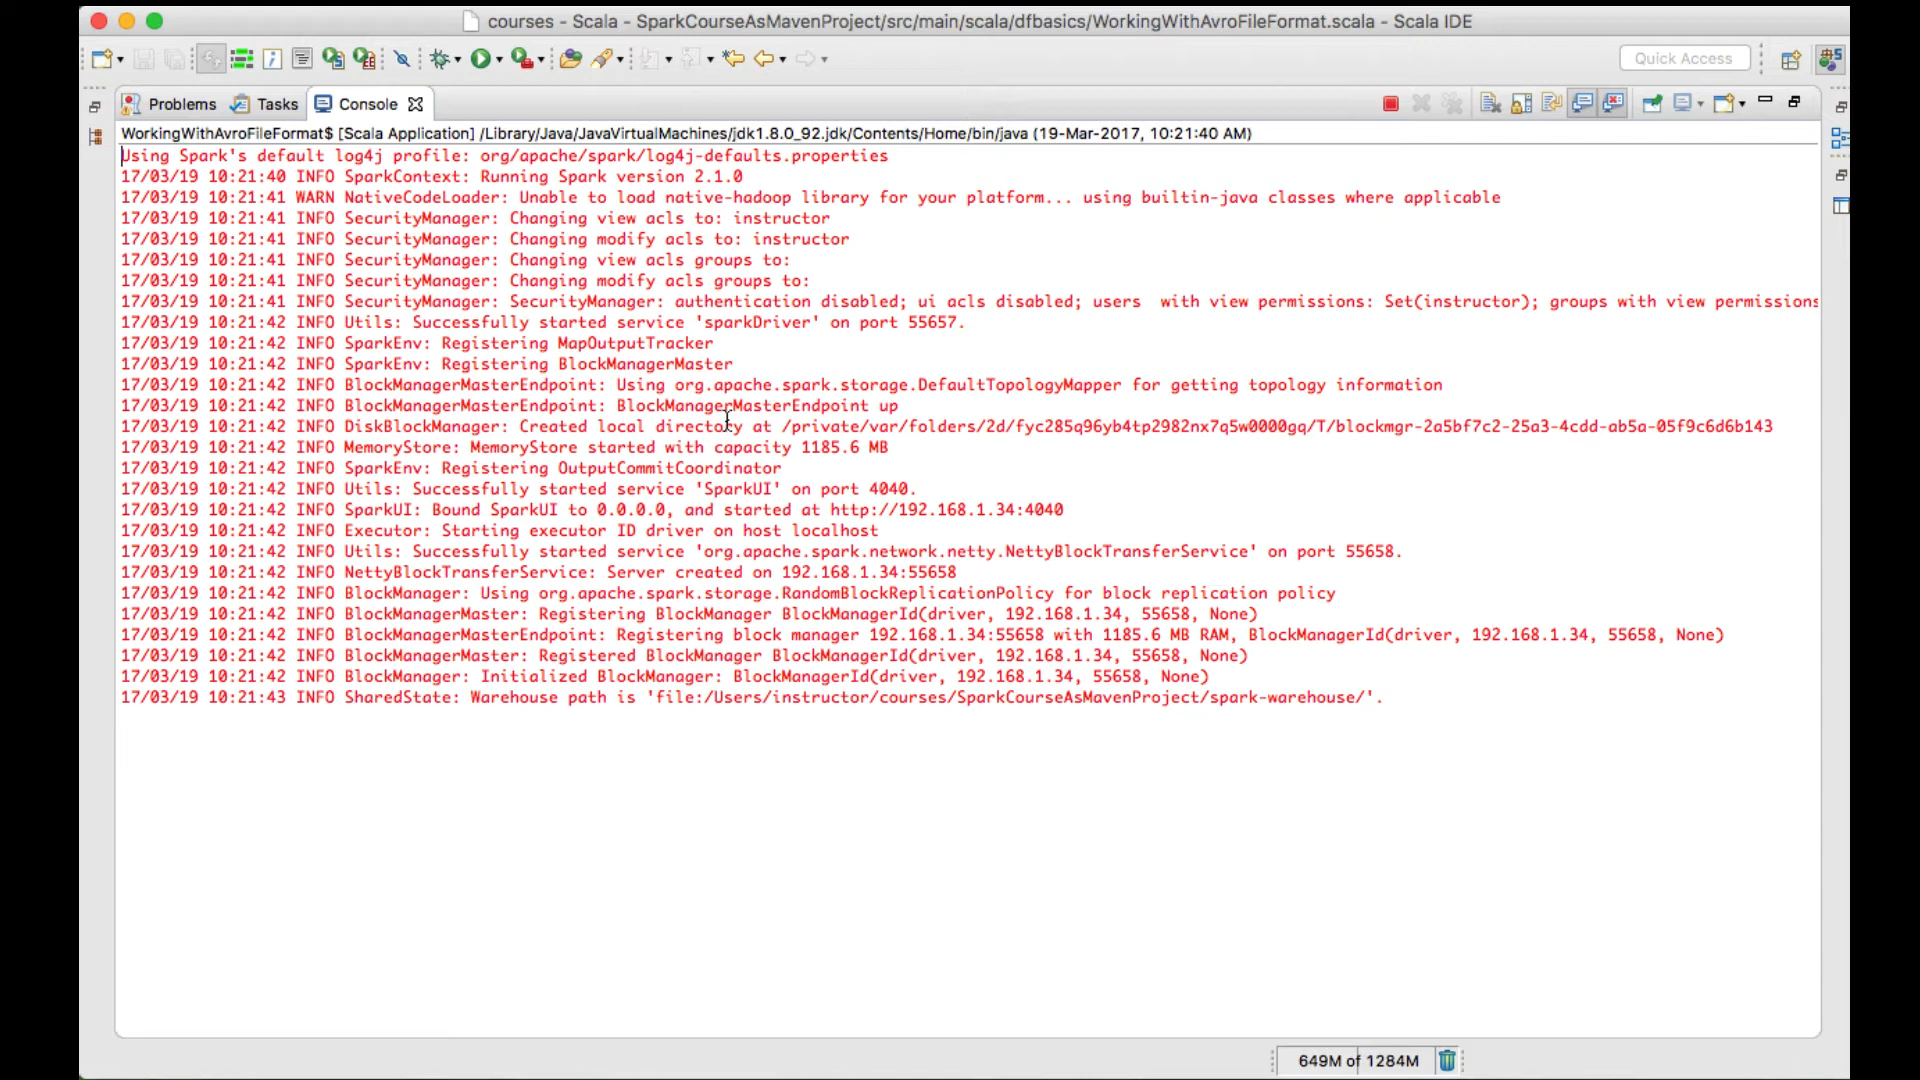 courses - Scala - SparkCourseAsMavenProject/src/main/scala/dfbasics/WorkingWithAvroFileFormat.scala - Scala IDE
Quick Access
Problems Tasks Console
WorkingWithAvroFileFormat$ [Scala Application] /Library/Java/JavaVirtualMachines/jdk1.8.0_92.jdk/Contents/Home/bin/java (19-Mar-2017, 10:21:40 AM)
Using Spark's default log4j profile: org/apache/spark/log4j-defaults.properties
17/03/19 10:21:40 INFO SparkContext: Running Spark version 2.1.0
17/03/19 10:21:41 WARN NativeCodeLoader: Unable to load native-hadoop library for your platform... using builtin-java classes where applicable
17/03/19 10:21:41 INFO SecurityManager: Changing view acls to: instructor
17/03/19 10:21:41 INFO SecurityManager: Changing modify acls to: instructor
17/03/19 10:21:41 INFO SecurityManager: Changing view acls groups to:
17/03/19 10:21:41 INFO SecurityManager: Changing modify acls groups to:
17/03/19 10:21:41 INFO SecurityManager: SecurityManager: authentication disabled; ui acls disabled; users  with view permissions: Set(instructor); groups with view permissions
17/03/19 10:21:42 INFO Utils: Successfully started service 'sparkDriver' on port 55657.
17/03/19 10:21:42 INFO SparkEnv: Registering MapOutputTracker
17/03/19 10:21:42 INFO SparkEnv: Registering BlockManagerMaster
17/03/19 10:21:42 INFO BlockManagerMasterEndpoint: Using org.apache.spark.storage.DefaultTopologyMapper for getting topology information
17/03/19 10:21:42 INFO BlockManagerMasterEndpoint: BlockManagerMasterEndpoint up
17/03/19 10:21:42 INFO DiskBlockManager: Created local directory at /private/var/folders/2d/fyc285q96yb4tp2982nx7q5w0000gq/T/blockmgr-2a5bf7c2-25a3-4cdd-ab5a-05f9c6d6b143
17/03/19 10:21:42 INFO MemoryStore: MemoryStore started with capacity 1185.6 MB
17/03/19 10:21:42 INFO SparkEnv: Registering OutputCommitCoordinator
17/03/19 10:21:42 INFO Utils: Successfully started service 'SparkUI' on port 4040.
17/03/19 10:21:42 INFO SparkUI: Bound SparkUI to 0.0.0.0, and started at http://192.168.1.34:4040
17/03/19 10:21:42 INFO Executor: Starting executor ID driver on host localhost
17/03/19 10:21:42 INFO Utils: Successfully started service 'org.apache.spark.network.netty.NettyBlockTransferService' on port 55658.
17/03/19 10:21:42 INFO NettyBlockTransferService: Server created on 192.168.1.34:55658
17/03/19 10:21:42 INFO BlockManager: Using org.apache.spark.storage.RandomBlockReplicationPolicy for block replication policy
17/03/19 10:21:42 INFO BlockManagerMaster: Registering BlockManager BlockManagerId(driver, 192.168.1.34, 55658, None)
17/03/19 10:21:42 INFO BlockManagerMasterEndpoint: Registering block manager 192.168.1.34:55658 with 1185.6 MB RAM, BlockManagerId(driver, 192.168.1.34, 55658, None)
17/03/19 10:21:42 INFO BlockManagerMaster: Registered BlockManager BlockManagerId(driver, 192.168.1.34, 55658, None)
17/03/19 10:21:42 INFO BlockManager: Initialized BlockManager: BlockManagerId(driver, 192.168.1.34, 55658, None)
17/03/19 10:21:43 INFO SharedState: Warehouse path is 'file:/Users/instructor/courses/SparkCourseAsMavenProject/spark-warehouse/'.
649M of 1284M